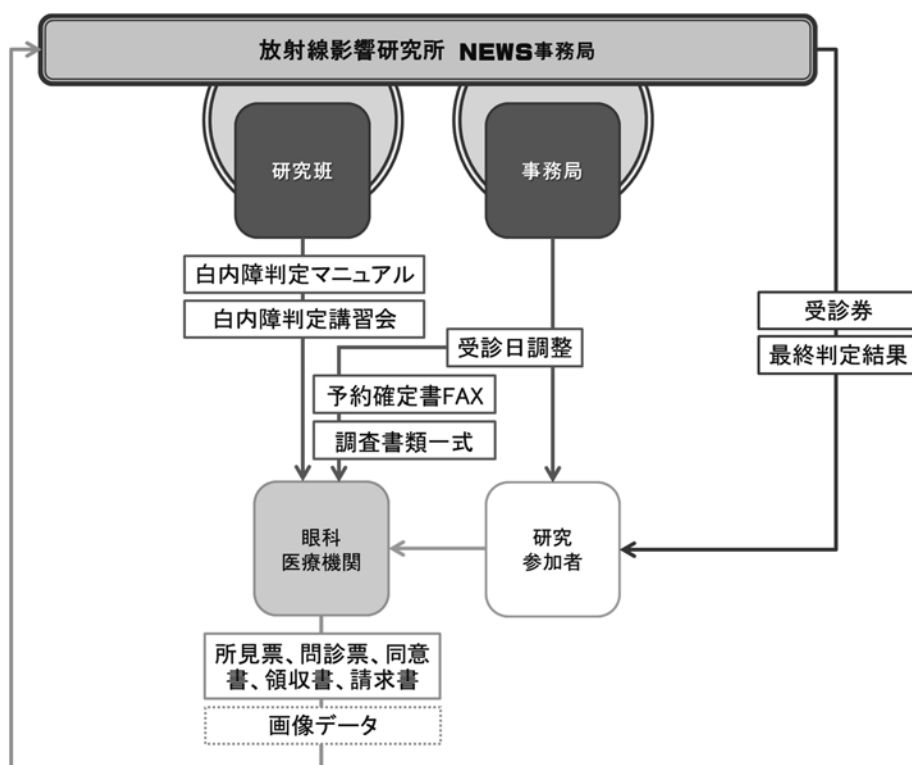 放射線影響研究所 NEWS事務局
研究班
事務局
白内障判定マニュアル
白内障判定講習会
受診券
最終判定結果
受診日調整
予約確定書FAX
調査書類一式
眼科
医療機関
研究
参加者
所見票、問診票、同意
書、領収書、請求書
画像データ